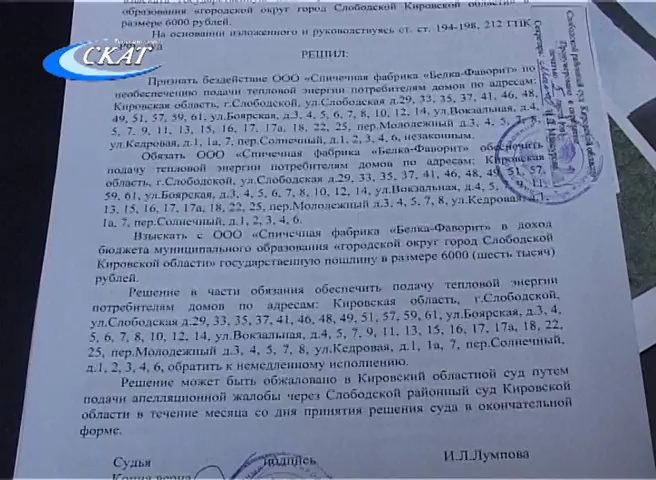 образования «городской округ город Слободской Кировской области» в
размере 6000 рублей.
На основании изложенного и руководствуясь ст. ст. 194-198, 212 ГПК
СКАТ
РЕШИЛ:
Признать бездействие ООО «Спичечная фабрика «Белка-Фаворит» по
необеспечению подачи тепловой энергии потребителям домов по адресам:
Кировская область, г.Слободской, ул.Слободская д.29, 33, 35, 37, 41, 46, 48,
49, 51, 57, 59, 61, ул.Боярская, д.3, 4, 5, 6, 7, 8, 10, 12, 14, ул.Вокзальная, д.4,
5, 7, 9, 11, 13, 15, 16, 17, 17а, 18, 22, 25, пер.Молодежный д.3, 4, 5, 7, 8,
ул.Кедровая, д.1, 1а, 7, пер.Солнечный, д.1, 2, 3, 4, 6, незаконным.
Обязать ООО «Спичечная фабрика «Белка-Фаворит» обеспечить
подачу тепловой энергии потребителям домов по адресам: Кировская
область, г.Слободской, ул.Слободская д.29, 33, 35, 37, 41, 46, 48, 49, 51, 57,
59, 61, ул.Боярская, д.3, 4, 5, 6, 7, 8, 10, 12, 14, ул.Вокзальная, д.4, 5, 7, 9, 11,
13, 15, 16, 17, 17а, 18, 22, 25, пер.Молодежный д.3, 4, 5, 7, 8, ул.Кедровая, д.1,
1а, 7, пер.Солнечный, д.1, 2, 3, 4, 6.
Взыскать с ООО «Спичечная фабрика «Белка-Фаворит» в доход
бюджета муниципального образования «городской округ город Слободской
Кировской области» государственную пошлину в размере 6000 (шесть тысяч)
рублей.
Решение в части обязания обеспечить подачу тепловой энергии
потребителям домов по адресам: Кировская область, г.Слободской,
ул.Слободская д.29, 33, 35, 37, 41, 46, 48, 49, 51, 57, 59, 61, ул.Боярская, д.3, 4,
5, 6, 7, 8, 10, 12, 14, ул.Вокзальная, д.4, 5, 7, 9, 11, 13, 15, 16, 17, 17а, 18, 22,
25, пер.Молодежный д.3, 4, 5, 7, 8, ул.Кедровая, д.1, 1а, 7, пер.Солнечный,
д.1, 2, 3, 4, 6, обратить к немедленному исполнению.
Решение может быть обжаловано в Кировский областной суд путем
подачи апелляционной жалобы через Слободской районный суд Кировской
области в течение месяца со дня принятия решения суда в окончательной
форме.
Судья подпись И.Л.Лумпова
Копия верна
Слободской районный суд Кировской области
Секретарь